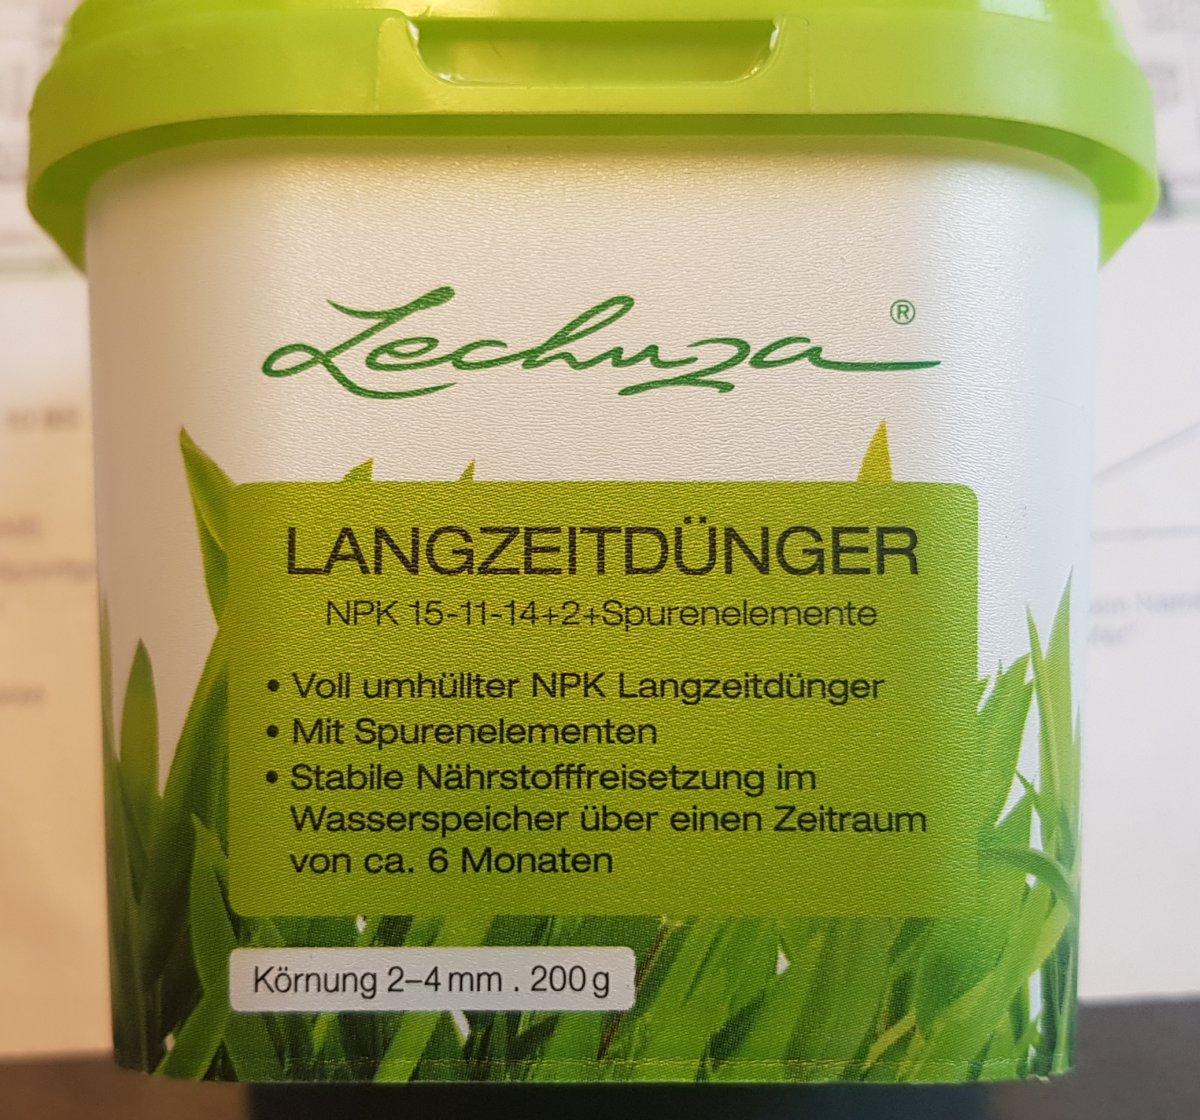 Lechuza®
LANGZEITDÜNGER
NPK 15-11-14+2+Spurenelemente
• Voll umhüllter NPK Langzeitdünger
• Mit Spurenelementen
• Stabile Nährstofffreisetzung im
Wasserspeicher über einen Zeitraum
von ca. 6 Monaten
Körnung 2–4 mm . 200 g